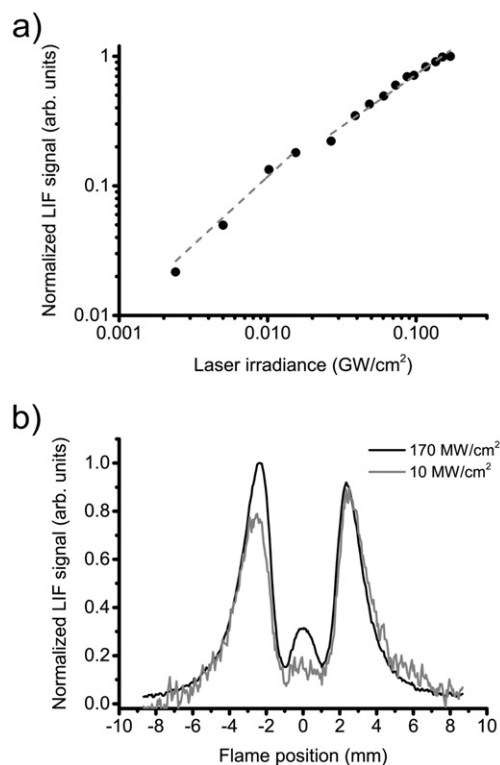 a)
Normalized LIF signal (arb. units)
1
0.1
0.01
0.001 0.010 0.100
Laser irradiance (GW/cm²)
b)
Normalized LIF signal (arb. units)
170 MW/cm²
10 MW/cm²
1.0
0.8
0.6
0.4
0.2
0.0
-10 -8 -6 -4 -2 0 2 4 6 8 10
Flame position (mm)